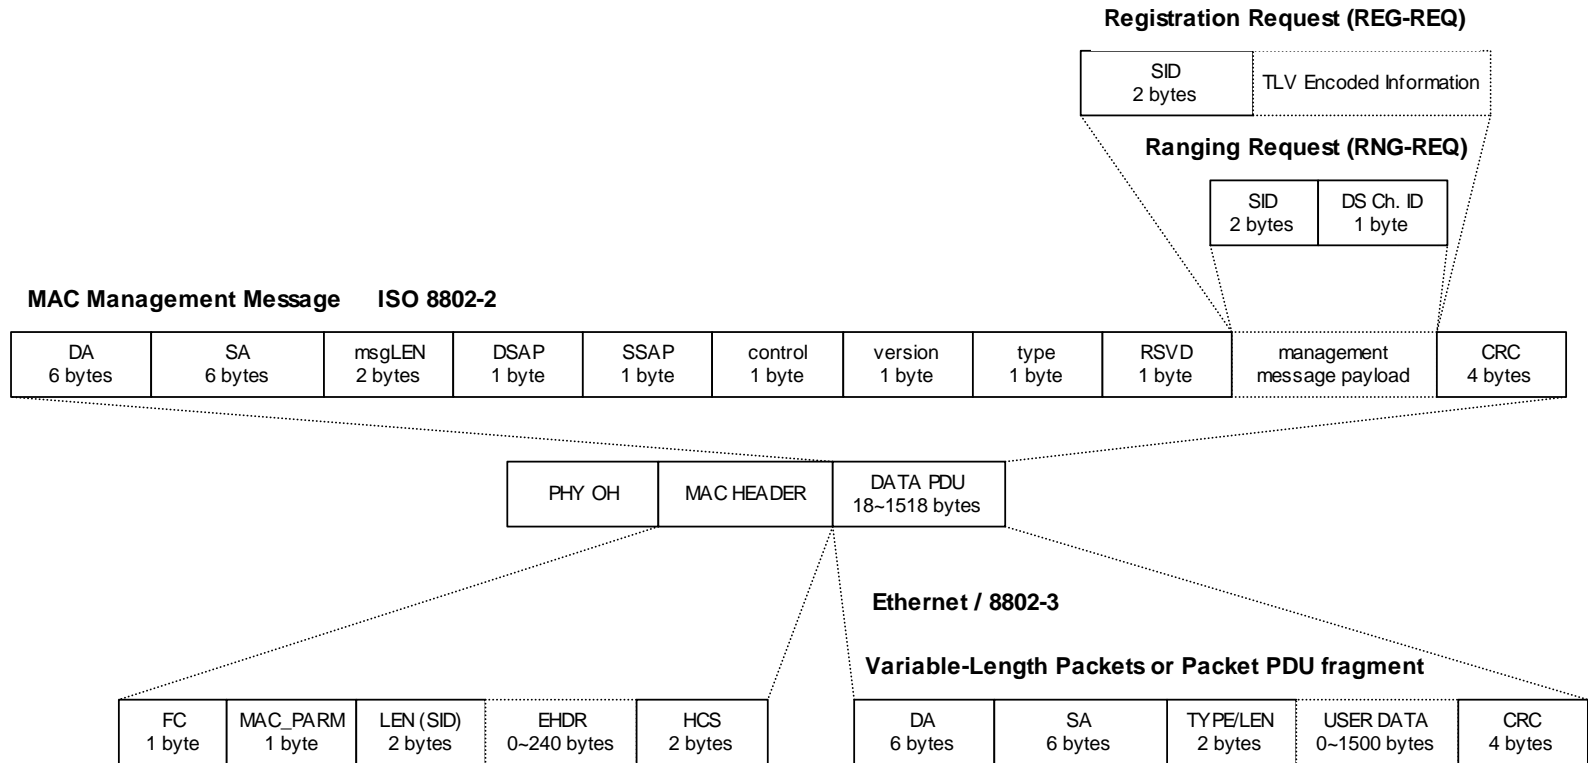 Registration Request (REG-REQ)
SID
2 bytes
TLV Encoded Information
Ranging Request (RNG-REQ)
SID
2 bytes
DS Ch. ID
1 byte
MAC Management Message ISO 8802-2
DA
6 bytes
SA
6 bytes
msgLEN
2 bytes
DSAP
1 byte
SSAP
1 byte
control
1 byte
version
1 byte
type
1 byte
RSVD
1 byte
management
message payload
CRC
4 bytes
PHY OH
MAC HEADER
DATA PDU
18~1518 bytes
Ethernet / 8802-3
Variable-Length Packets or Packet PDU fragment
FC
1 byte
MAC_PARM
1 byte
LEN (SID)
2 bytes
EHDR
0~240 bytes
HCS
2 bytes
DA
6 bytes
SA
6 bytes
TYPE/LEN
2 bytes
USER DATA
0~1500 bytes
CRC
4 bytes